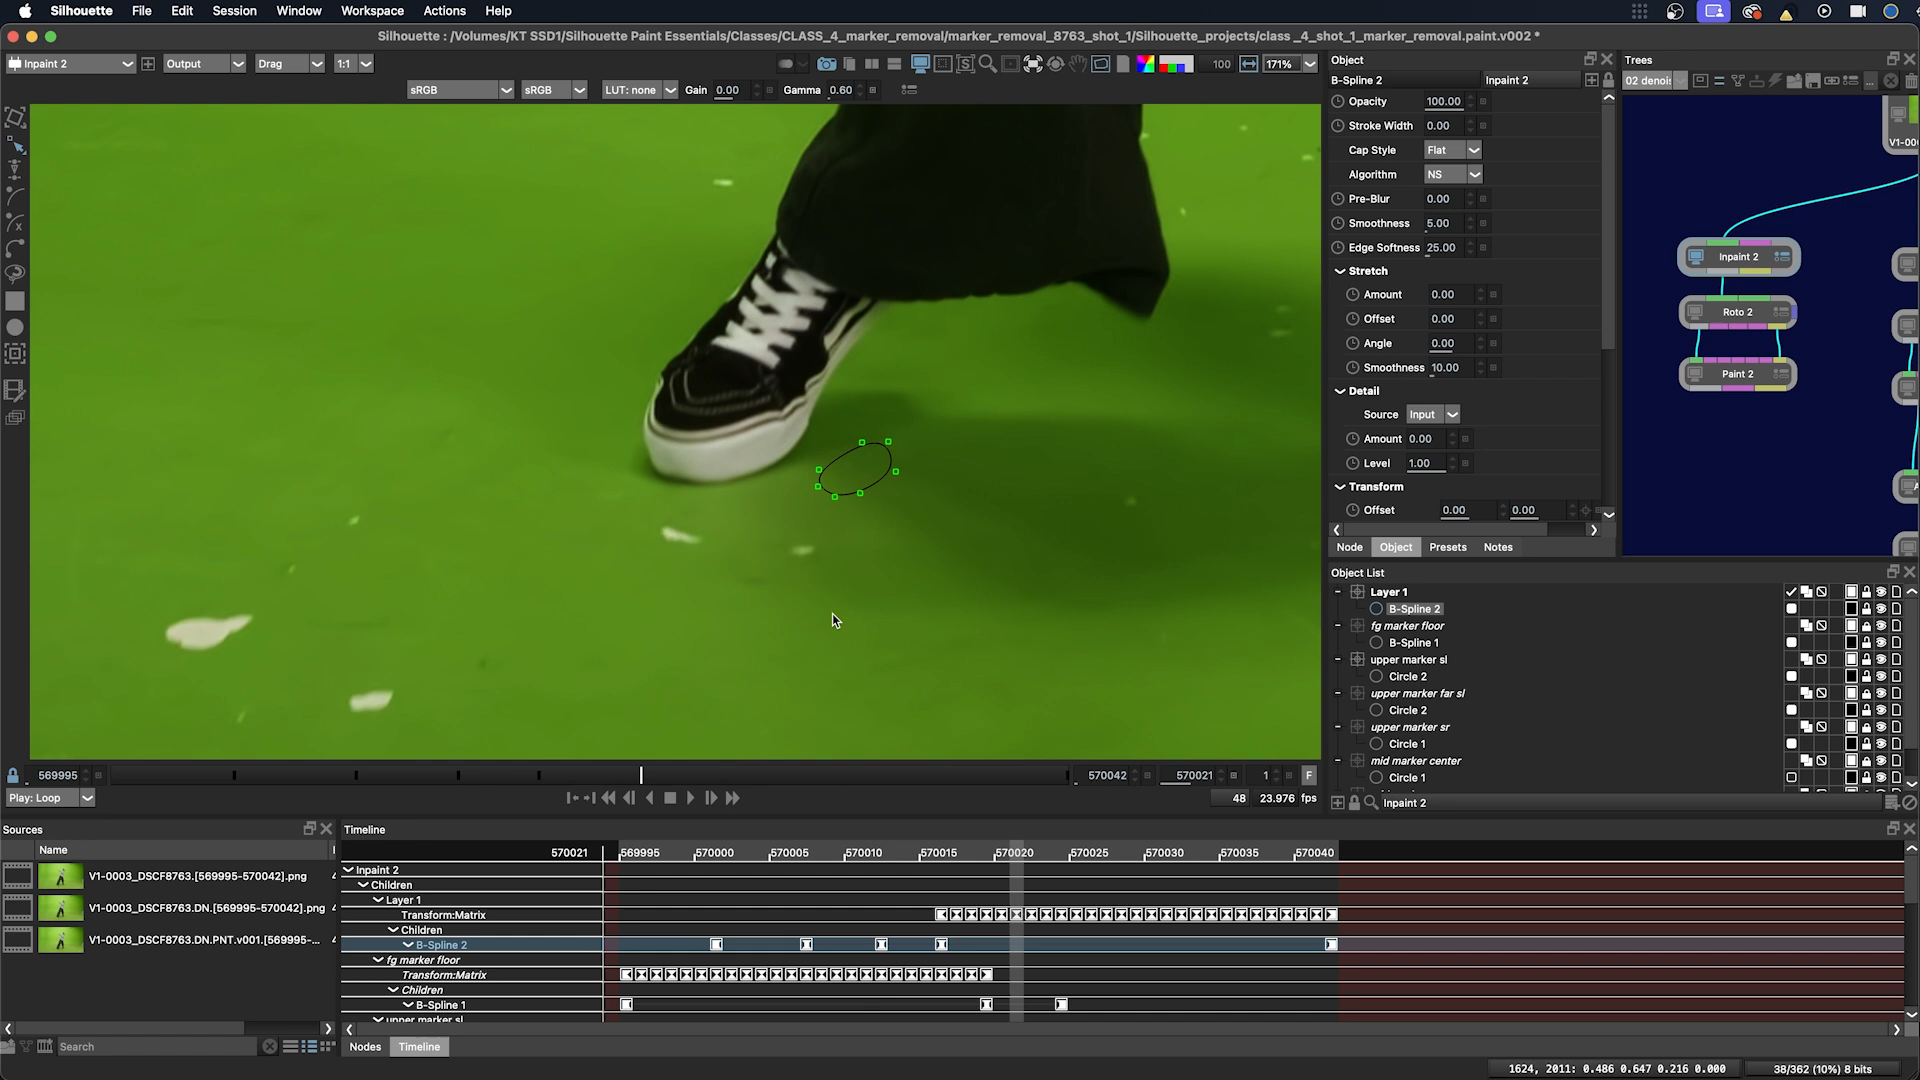 Silhouette File Edit Session Window Workspace Actions Help
Silhouette : /Volumes/KT SSD1/Silhouette Paint Essentials/Classes/CLASS_4_marker_removal/marker_removal_8763_shot_1/Silhouette_projects/class _4_shot_1_marker_removal.paint.v002 *
Inpaint 2 Output Drag 1:1 100 171%
sRGB sRGB LUT: none Gain 0.00 Gamma 0.60
Object
B-Spline 2 Inpaint 2
Opacity 100.00
Stroke Width 0.00
Cap Style Flat
Algorithm NS
Pre-Blur 0.00
Smoothness 5.00
Edge Softness 25.00
Stretch
Amount 0.00
Offset 0.00
Angle 0.00
Smoothness 10.00
Detail
Source Input
Amount 0.00
Level 1.00
Transform
Offset 0.00 0.00
Node Object Presets Notes
Trees
02 denoi
Inpaint 2
Roto 2
Paint 2
Object List
Layer 1
B-Spline 2
fg marker floor
B-Spline 1
upper marker sl
Circle 2
upper marker far sl
Circle 2
upper marker sr
Circle 1
mid marker center
Circle 1
Inpaint 2
569995 570042 570021 1 F
Play: Loop 48 23.976 fps
Sources
Name
V1-0003_DSCF8763.[569995-570042].png
V1-0003_DSCF8763.DN.[569995-570042].png
V1-0003_DSCF8763.DN.PNT.v001.[569995-...
Search
Timeline
570021 569995 570000 570005 570010 570015 570020 570025 570030 570035 570040
Inpaint 2
Children
Layer 1
Transform:Matrix
Children
B-Spline 2
fg marker floor
Transform:Matrix
Children
B-Spline 1
upper marker sl
Nodes Timeline
1624, 2011: 0.486 0.647 0.216 0.000 38/362 (10%) 8 bits